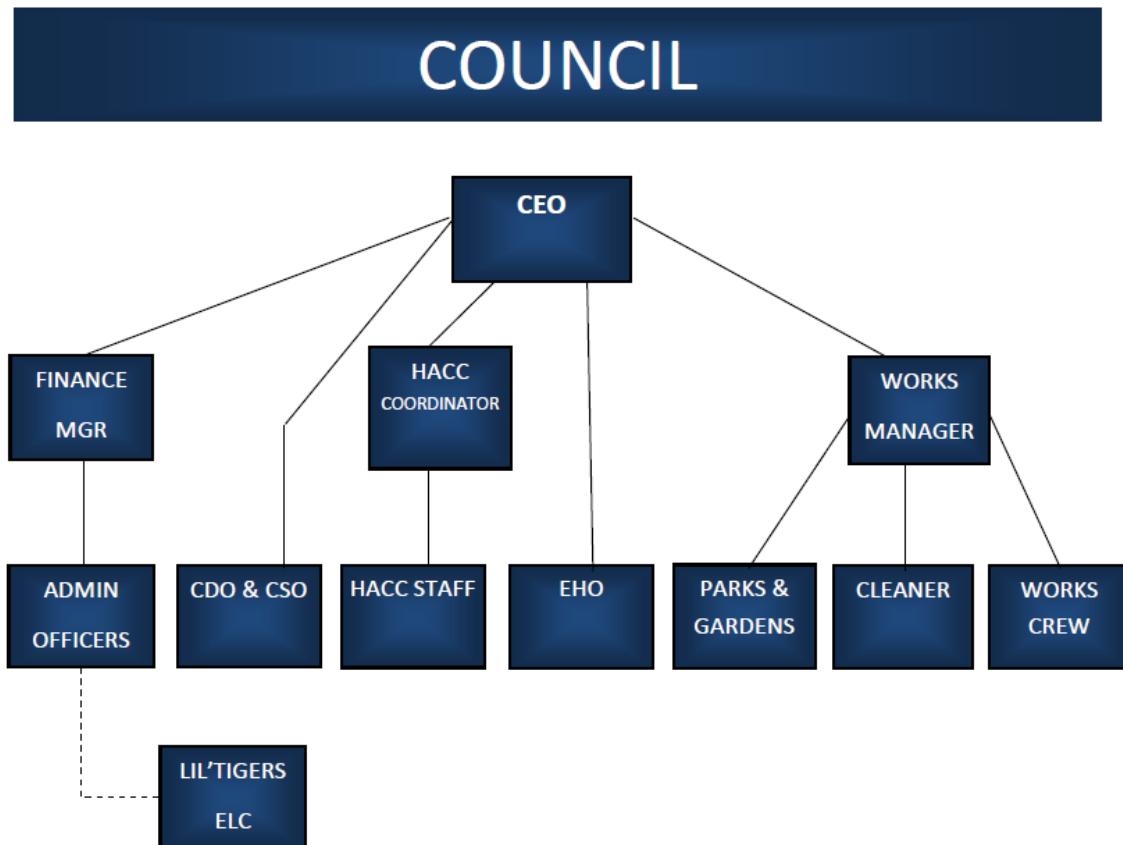 COUNCIL
CEO
FINANCE
MGR
HACC
COORDINATOR
WORKS
MANAGER
ADMIN
OFFICERS
CDO & CSO
HACC STAFF
EHO
PARKS &
GARDENS
CLEANER
WORKS
CREW
LIL’TIGERS
ELC